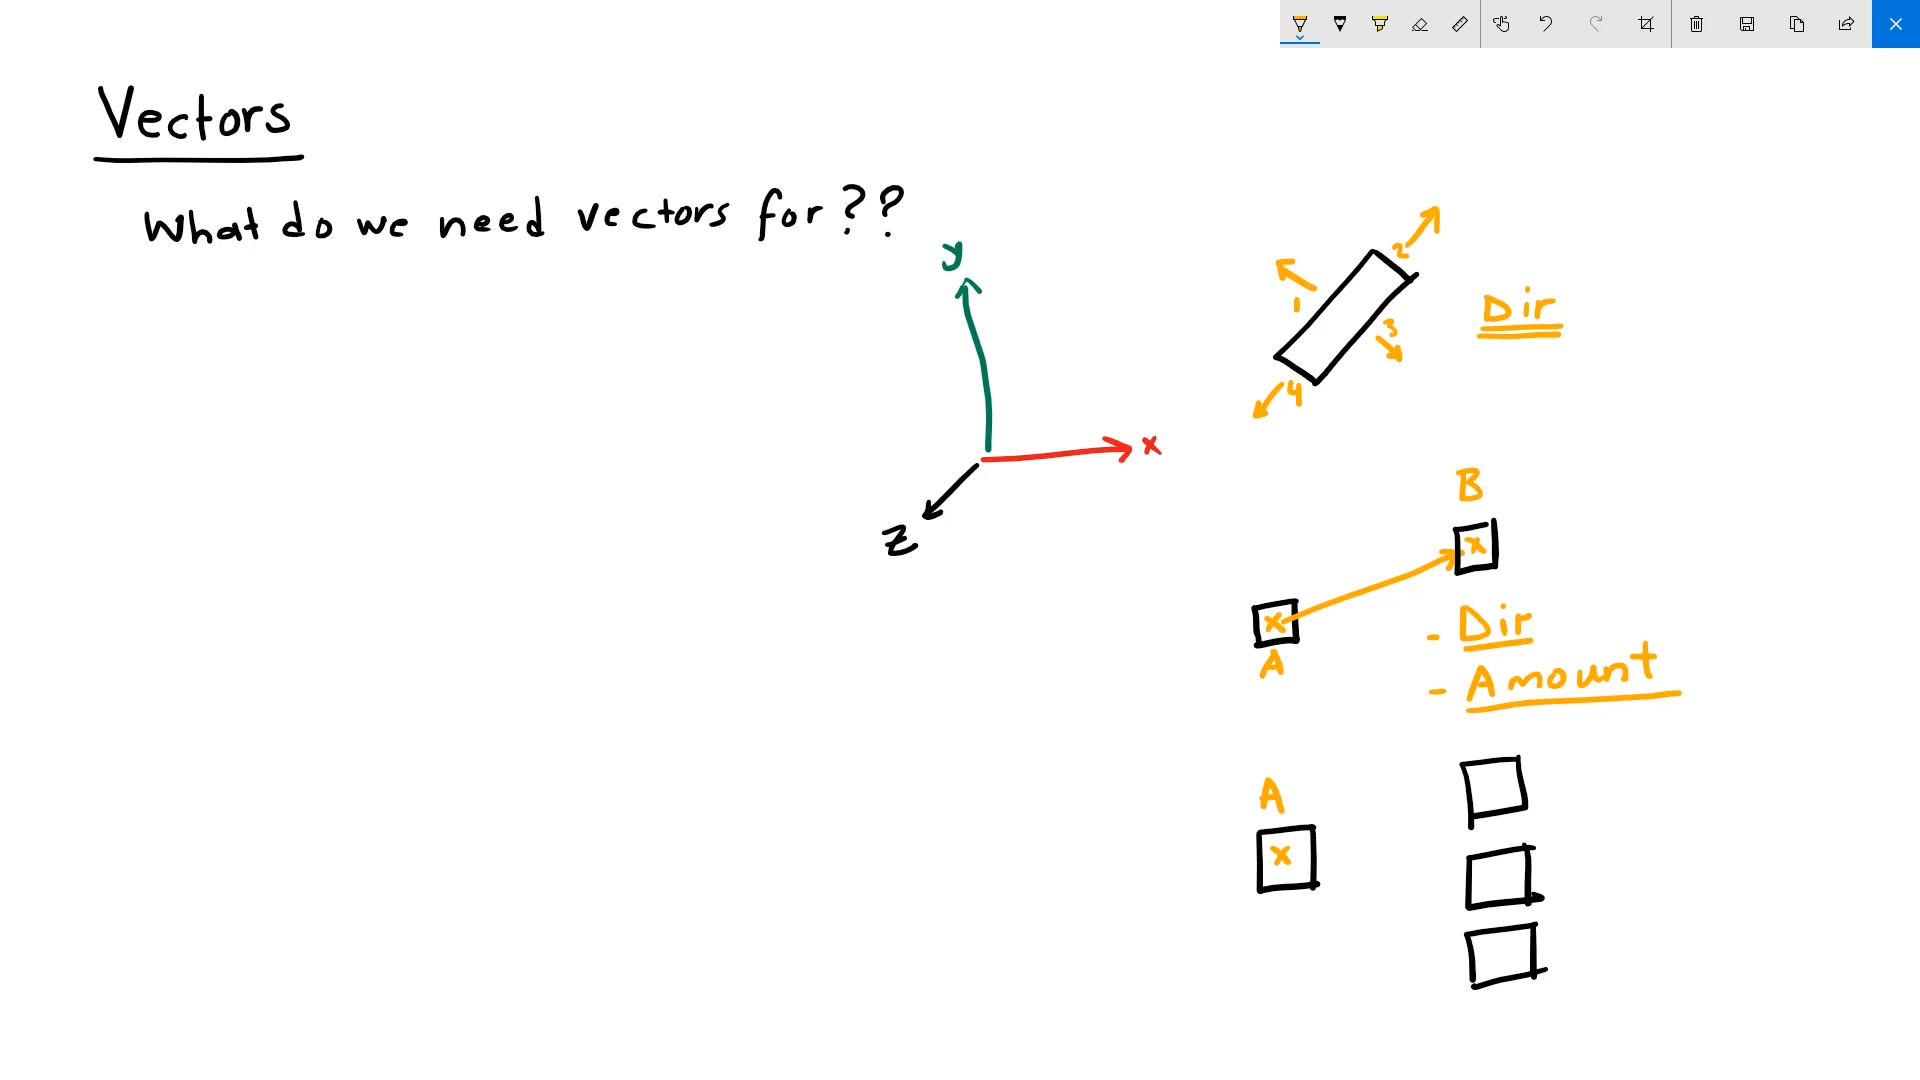 Vectors
What do we need vectors for??
y
x
z
1
2
3
4
Dir
B
x
x
A
- Dir
- Amount
A
x